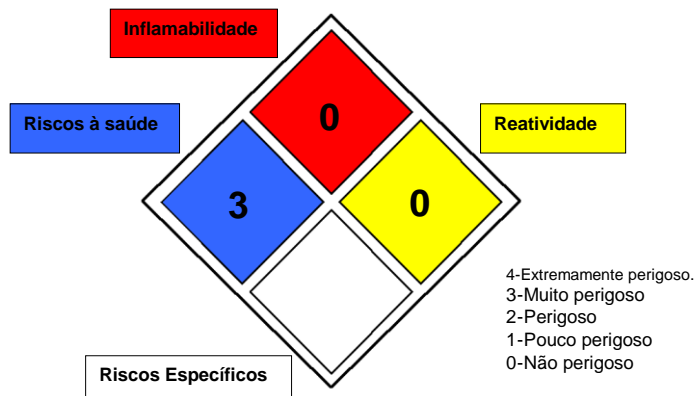 Inflamabilidade
0
Riscos à saúde
Reatividade
3
0
4-Extremamente perigoso.
3-Muito perigoso
2-Perigoso
1-Pouco perigoso
0-Não perigoso
Riscos Específicos